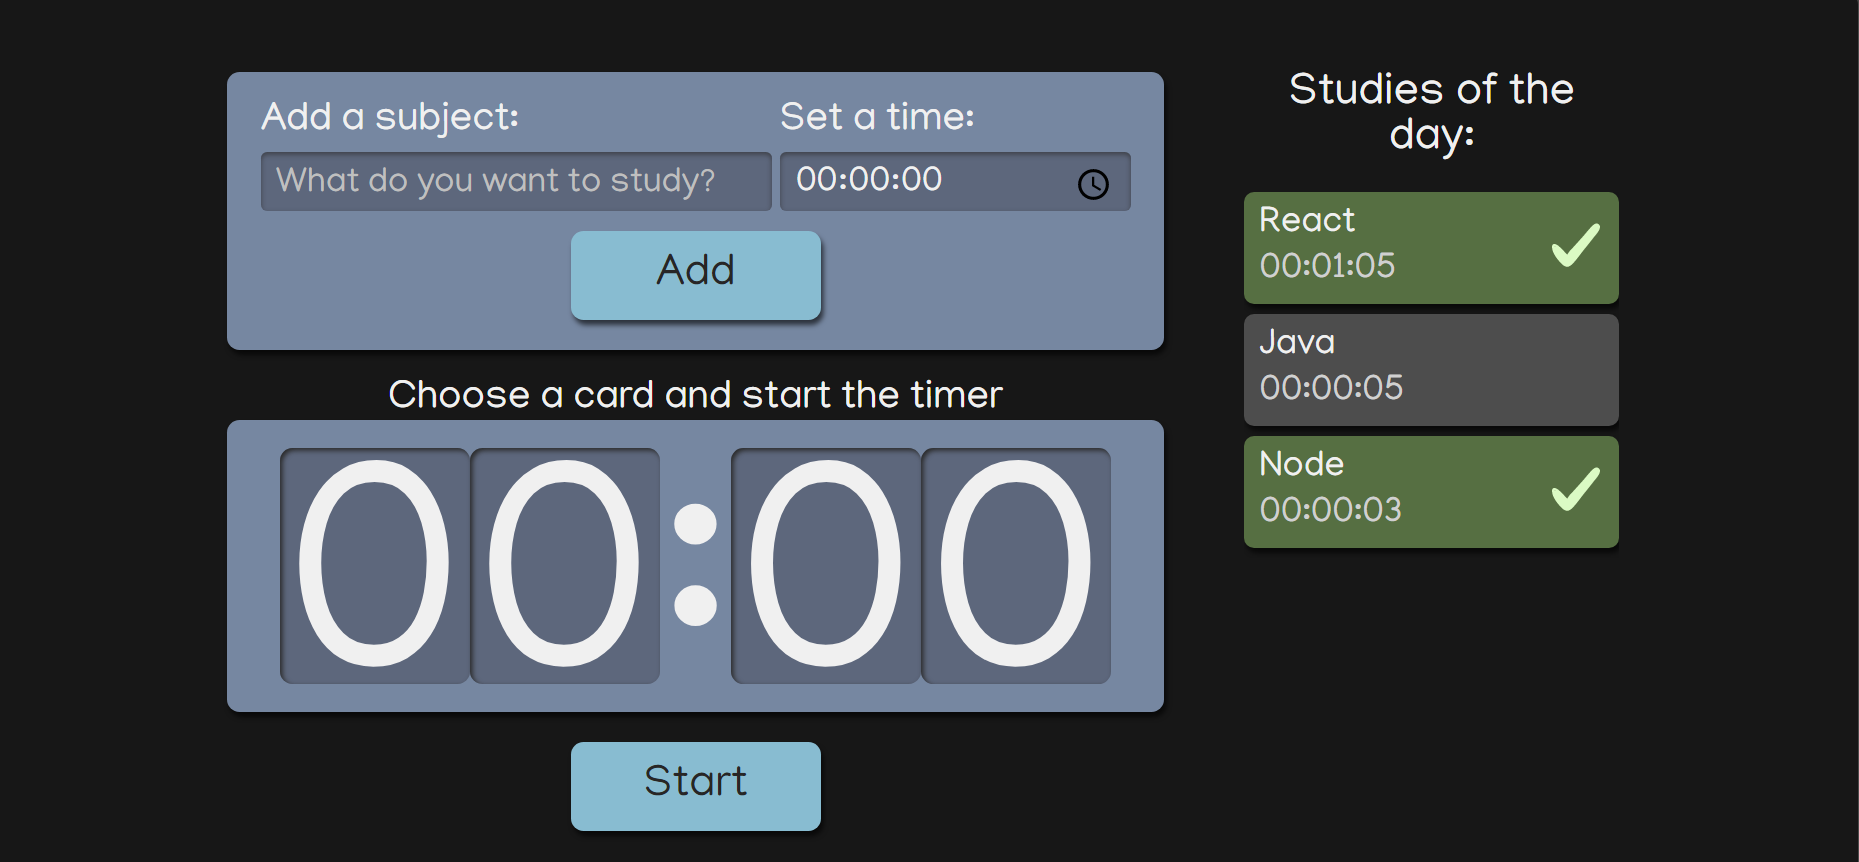 Add a subject:
Set a time:
What do you want to study?
00:00:00
Add
Choose a card and start the timer
00:00
Start
Studies of the
day:
React
00:01:05
Java
00:00:05
Node
00:00:03